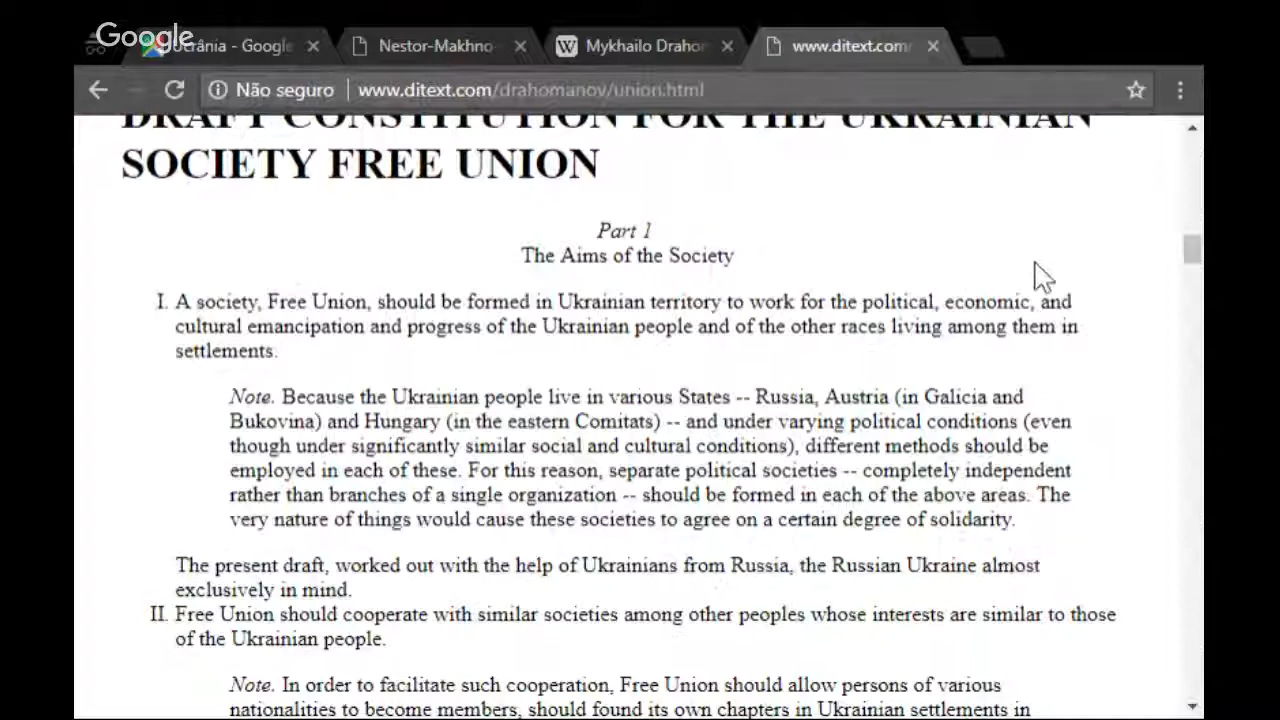 Google
Ucrânia - Google
Nestor-Makhno
W Mykhailo Drahor
www.ditext.com/
Não seguro
www.ditext.com/drahomanov/union.html
DRAFT CONSTITUTION FOR THE UKRAINIAN
SOCIETY FREE UNION
Part 1
The Aims of the Society
I. A society, Free Union, should be formed in Ukrainian territory to work for the political, economic, and
cultural emancipation and progress of the Ukrainian people and of the other races living among them in
settlements.
Note. Because the Ukrainian people live in various States -- Russia, Austria (in Galicia and
Bukovina) and Hungary (in the eastern Comitats) -- and under varying political conditions (even
though under significantly similar social and cultural conditions), different methods should be
employed in each of these. For this reason, separate political societies -- completely independent
rather than branches of a single organization -- should be formed in each of the above areas. The
very nature of things would cause these societies to agree on a certain degree of solidarity.
The present draft, worked out with the help of Ukrainians from Russia, the Russian Ukraine almost
exclusively in mind.
II. Free Union should cooperate with similar societies among other peoples whose interests are similar to those
of the Ukrainian people.
Note. In order to facilitate such cooperation, Free Union should allow persons of various
nationalities to become members, should found its own chapters in Ukrainian settlements in